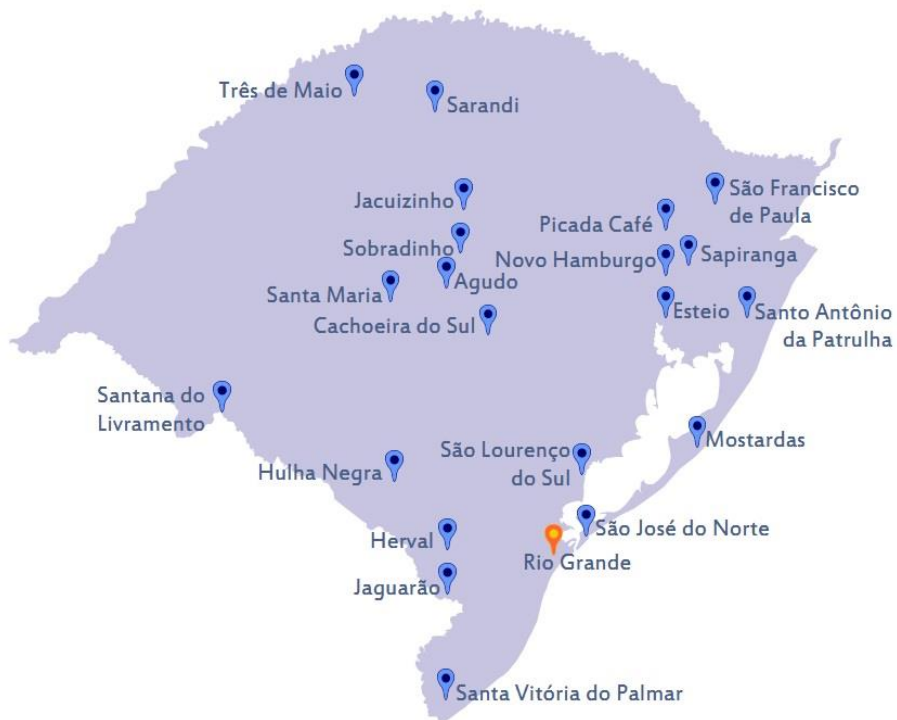 Três de Maio
Sarandi
Jacuizinho
São Francisco
de Paula
Picada Café
Sobradinho
Novo Hamburgo
Sapiranga
Agudo
Santa Maria
Esteio
Santo Antônio
da Patrulha
Cachoeira do Sul
Santana do
Livramento
Mostardas
São Lourenço
do Sul
Hulha Negra
São José do Norte
Herval
Rio Grande
Jaguarão
Santa Vitória do Palmar